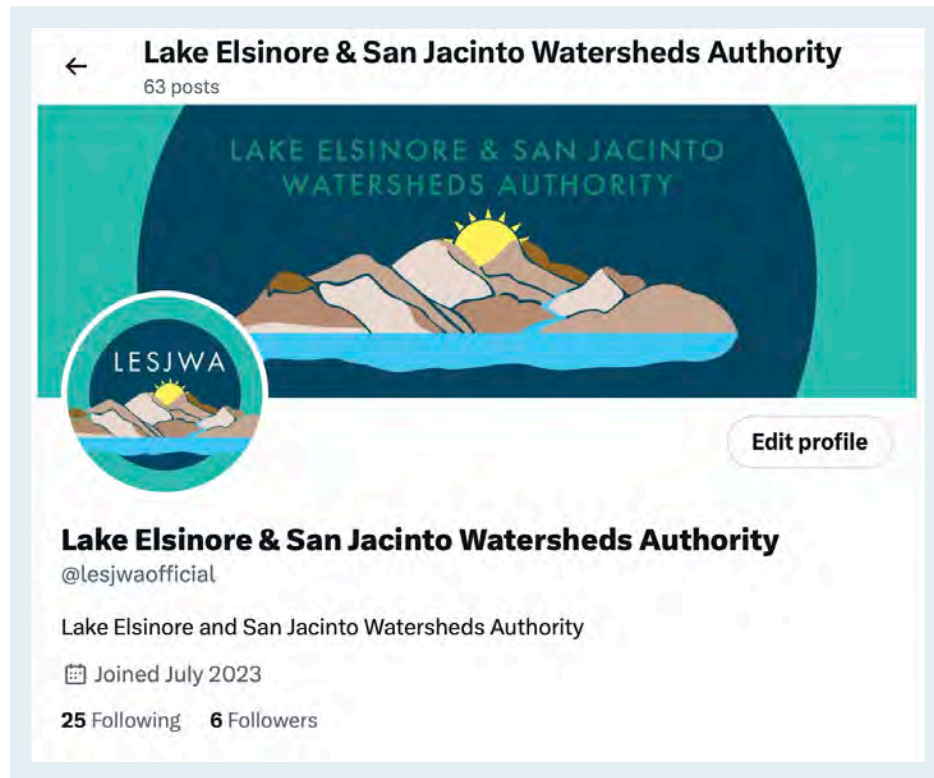 Lake Elsinore & San Jacinto Watersheds Authority
63 posts
LAKE ELSINORE & SAN JACINTO
WATERSHEDS AUTHORITY
LESJWA
Edit profile
Lake Elsinore & San Jacinto Watersheds Authority
@lesjwaofficial
Lake Elsinore and San Jacinto Watersheds Authority
Joined July 2023
25 Following 6 Followers